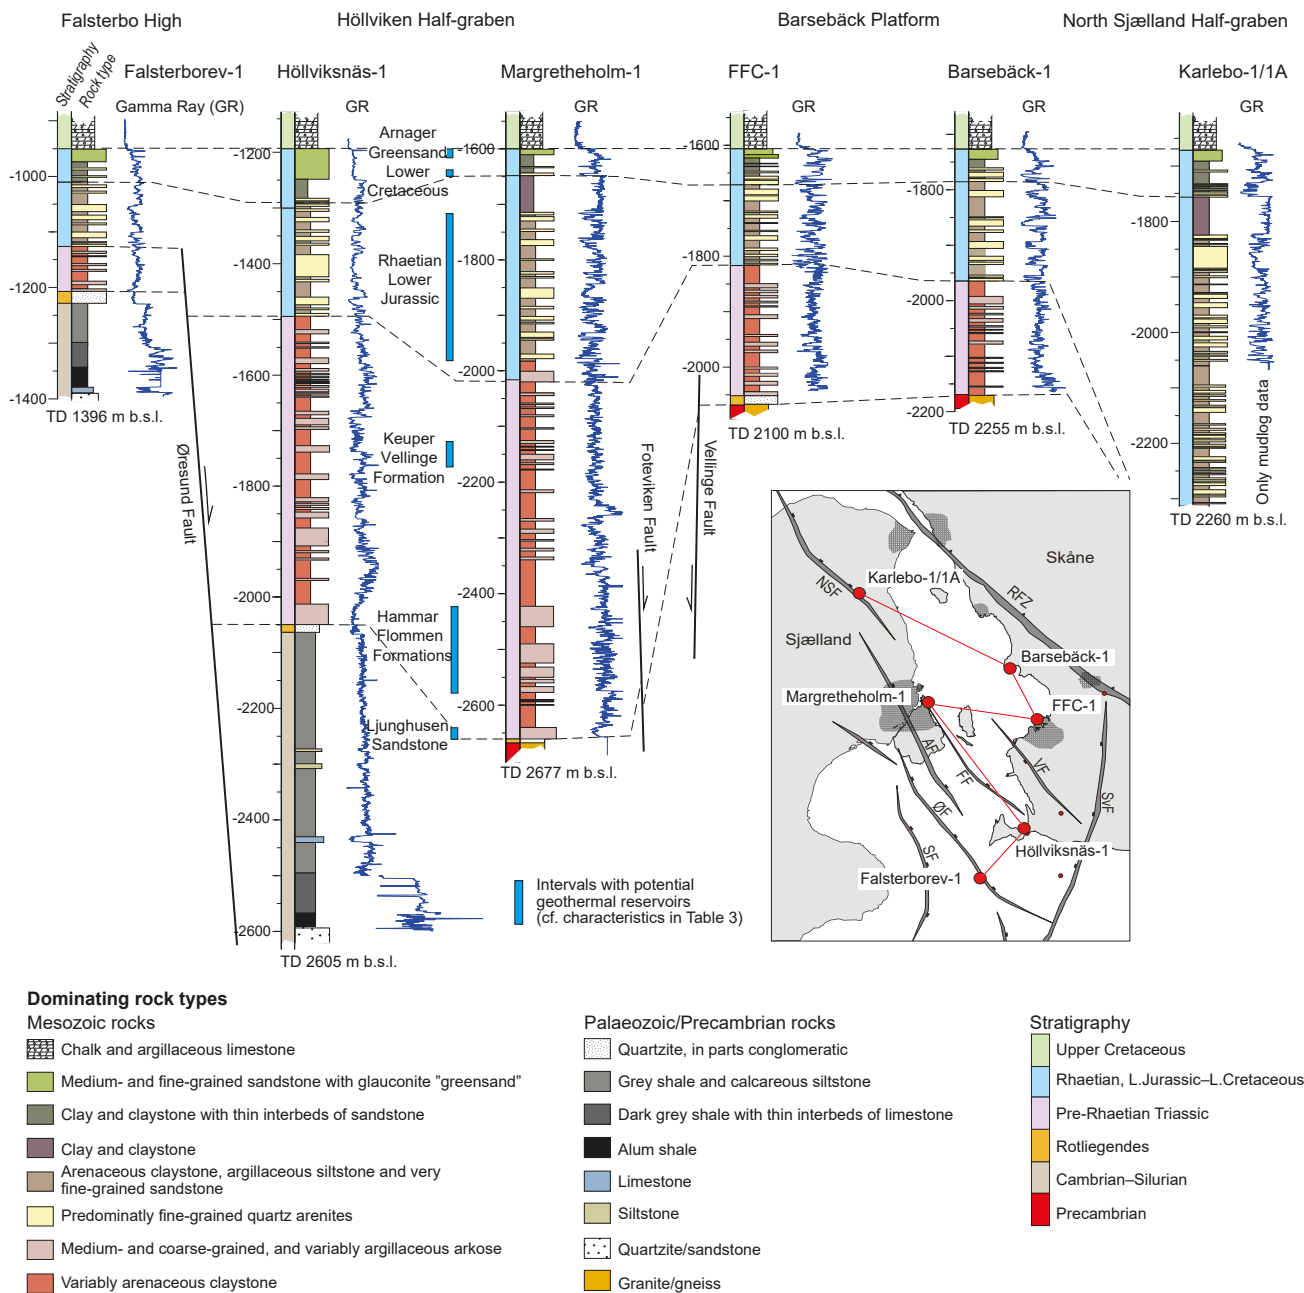 Falsterbo High
Höllviken Half-graben
Barsebäck Platform
North Sjælland Half-graben
Stratigraphy
Rock type
Falsterborev-1
Höllviksnäs-1
Margretheholm-1
FFC-1
Barsebäck-1
Karlebo-1/1A
Gamma Ray (GR)
GR
GR
GR
GR
GR
-1000
-1200
-1400
TD 1396 m b.s.l.
Øresund Fault
-1200
-1400
-1600
-1800
-2000
-2200
-2400
-2600
TD 2605 m b.s.l.
Arnager
Greensand
Lower
Cretaceous
Rhaetian
Lower
Jurassic
Keuper
Vellinge
Formation
Hammar
Flommen
Formations
Ljunghusen
Sandstone
-1600
-1800
-2000
-2200
-2400
-2600
TD 2677 m b.s.l.
Foteviken Fault
Vellinge Fault
-1600
-1800
-2000
TD 2100 m b.s.l.
-1800
-2000
-2200
TD 2255 m b.s.l.
-1800
-2000
-2200
TD 2260 m b.s.l.
Only mudlog data
Intervals with potential
geothermal reservoirs
(cf. characteristics in Table 3)
Skåne
Karlebo-1/1A
NSF
RFZ
Sjælland
Barsebäck-1
Margretheholm-1
FFC-1
AF
FF
VF
SvF
ØF
SF
Höllviksnäs-1
Falsterborev-1
Dominating rock types
Mesozoic rocks
Chalk and argillaceous limestone
Medium- and fine-grained sandstone with glauconite ”greensand”
Clay and claystone with thin interbeds of sandstone
Clay and claystone
Arenaceous claystone, argillaceous siltstone and very
fine-grained sandstone
Predominatly fine-grained quartz arenites
Medium- and coarse-grained, and variably argillaceous arkose
Variably arenaceous claystone
Palaeozoic/Precambrian rocks
Quartzite, in parts conglomeratic
Grey shale and calcareous siltstone
Dark grey shale with thin interbeds of limestone
Alum shale
Limestone
Siltstone
Quartzite/sandstone
Granite/gneiss
Stratigraphy
Upper Cretaceous
Rhaetian, L.Jurassic–L.Cretaceous
Pre-Rhaetian Triassic
Rotliegendes
Cambrian–Silurian
Precambrian